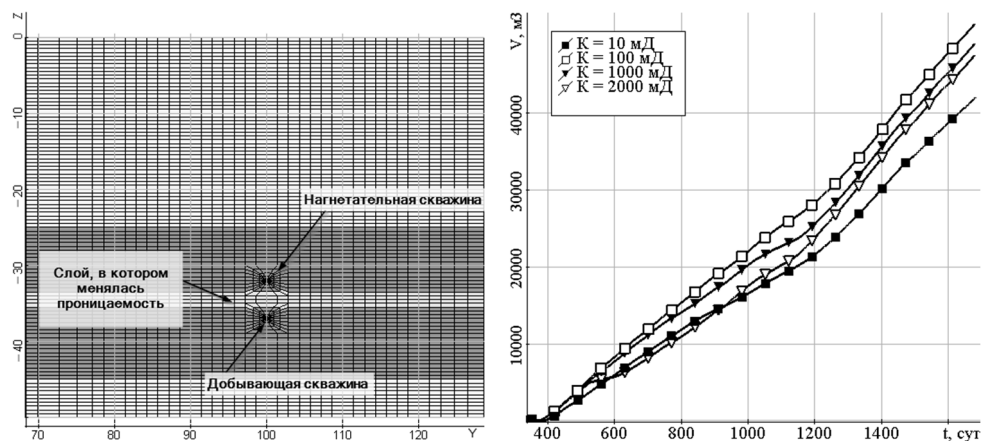 Z
0
−10
−20
−30
−40
70
80
90
100
110
120
Y
Нагнетательная скважина
Слой, в котором
менялась
проницаемость
Добывающая скважина
V, м3
40000
30000
20000
10000
K = 10 мД
K = 100 мД
K = 1000 мД
K = 2000 мД
400
600
800
1000
1200
1400
t, сут